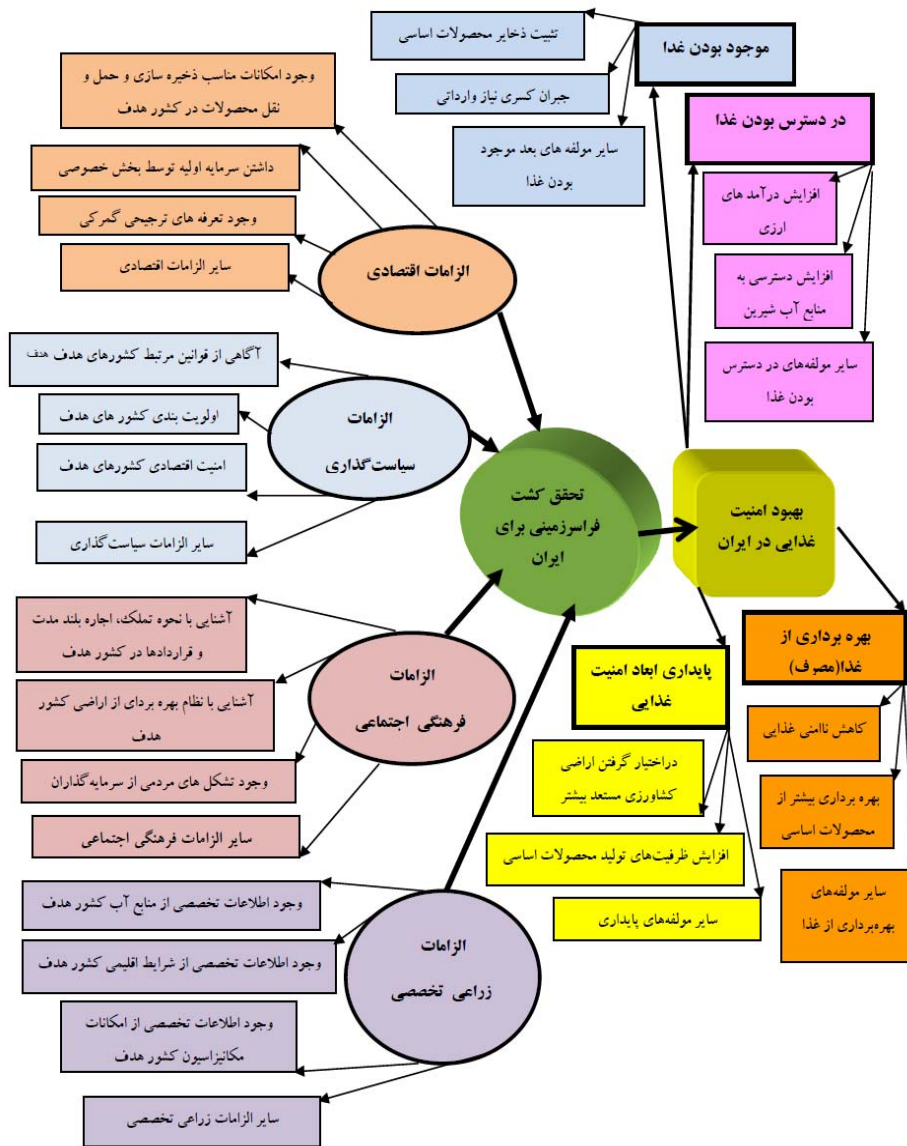 موجود بودن غدا
تثبیت ذخایر محصولات اساسی
جبران کسری نیاز وارداتی
سایر مولفه های بعد موجود
بودن غذا
در دسترس بودن غذا
افزایش درآمد های
ارزی
افزایش دسترسی به
منابع آب شیرین
سایر مولفه‌های در دسترس
بودن غذا
وجود امکانات مناسب ذخیره سازی و حمل و
نقل محصولات در کشور هدف
داشتن سرمایه اولیه توسط بخش خصوصی
وجود تعرفه های ترجیحی گمرکی
سایر الزامات اقتصادی
الزامات اقتصادی
آگاهی از قوانین مرتبط کشورهای هدف هدف
اولویت بندی کشور های هدف
امنیت اقتصادی کشورهای هدف
سایر الزامات سیاست‌گذاری
الزامات
سیاست‌گذاری
تحقق کشت
فراسرزمینی برای
ایران
بهبود امنیت
غذایی در ایران
آشنایی با نحوه تملک، اجاره بلند مدت
و قراردادها در کشور هدف
آشنایی با نظام بهره بردای از اراضی کشور
هدف
وجود تشکل های مردمی از سرمایه‌گذاران
سایر الزامات فرهنگی اجتماعی
الزامات
فرهنگی اجتماعی
پایداری ابعاد امنیت
غذایی
دراختیار گرفتن اراضی
کشاورزی مستعد بیشتر
افزایش ظرفیت‌های تولید محصولات اساسی
سایر مولفه‌های پایداری
بهره برداری از
غذا(مصرف)
کاهش ناامنی غذایی
بهره برداری بیشتر از
محصولات اساسی
سایر مولفه‌های
بهره‌برداری از غذا
وجود اطلاعات تخصصی از منابع آب کشور هدف
وجود اطلاعات تخصصی از شرایط اقلیمی کشور هدف
وجود اطلاعات تخصصی از امکانات
مکانیزاسیون کشور هدف
سایر الزامات زراعی تخصصی
الزامات
زراعی تخصصی